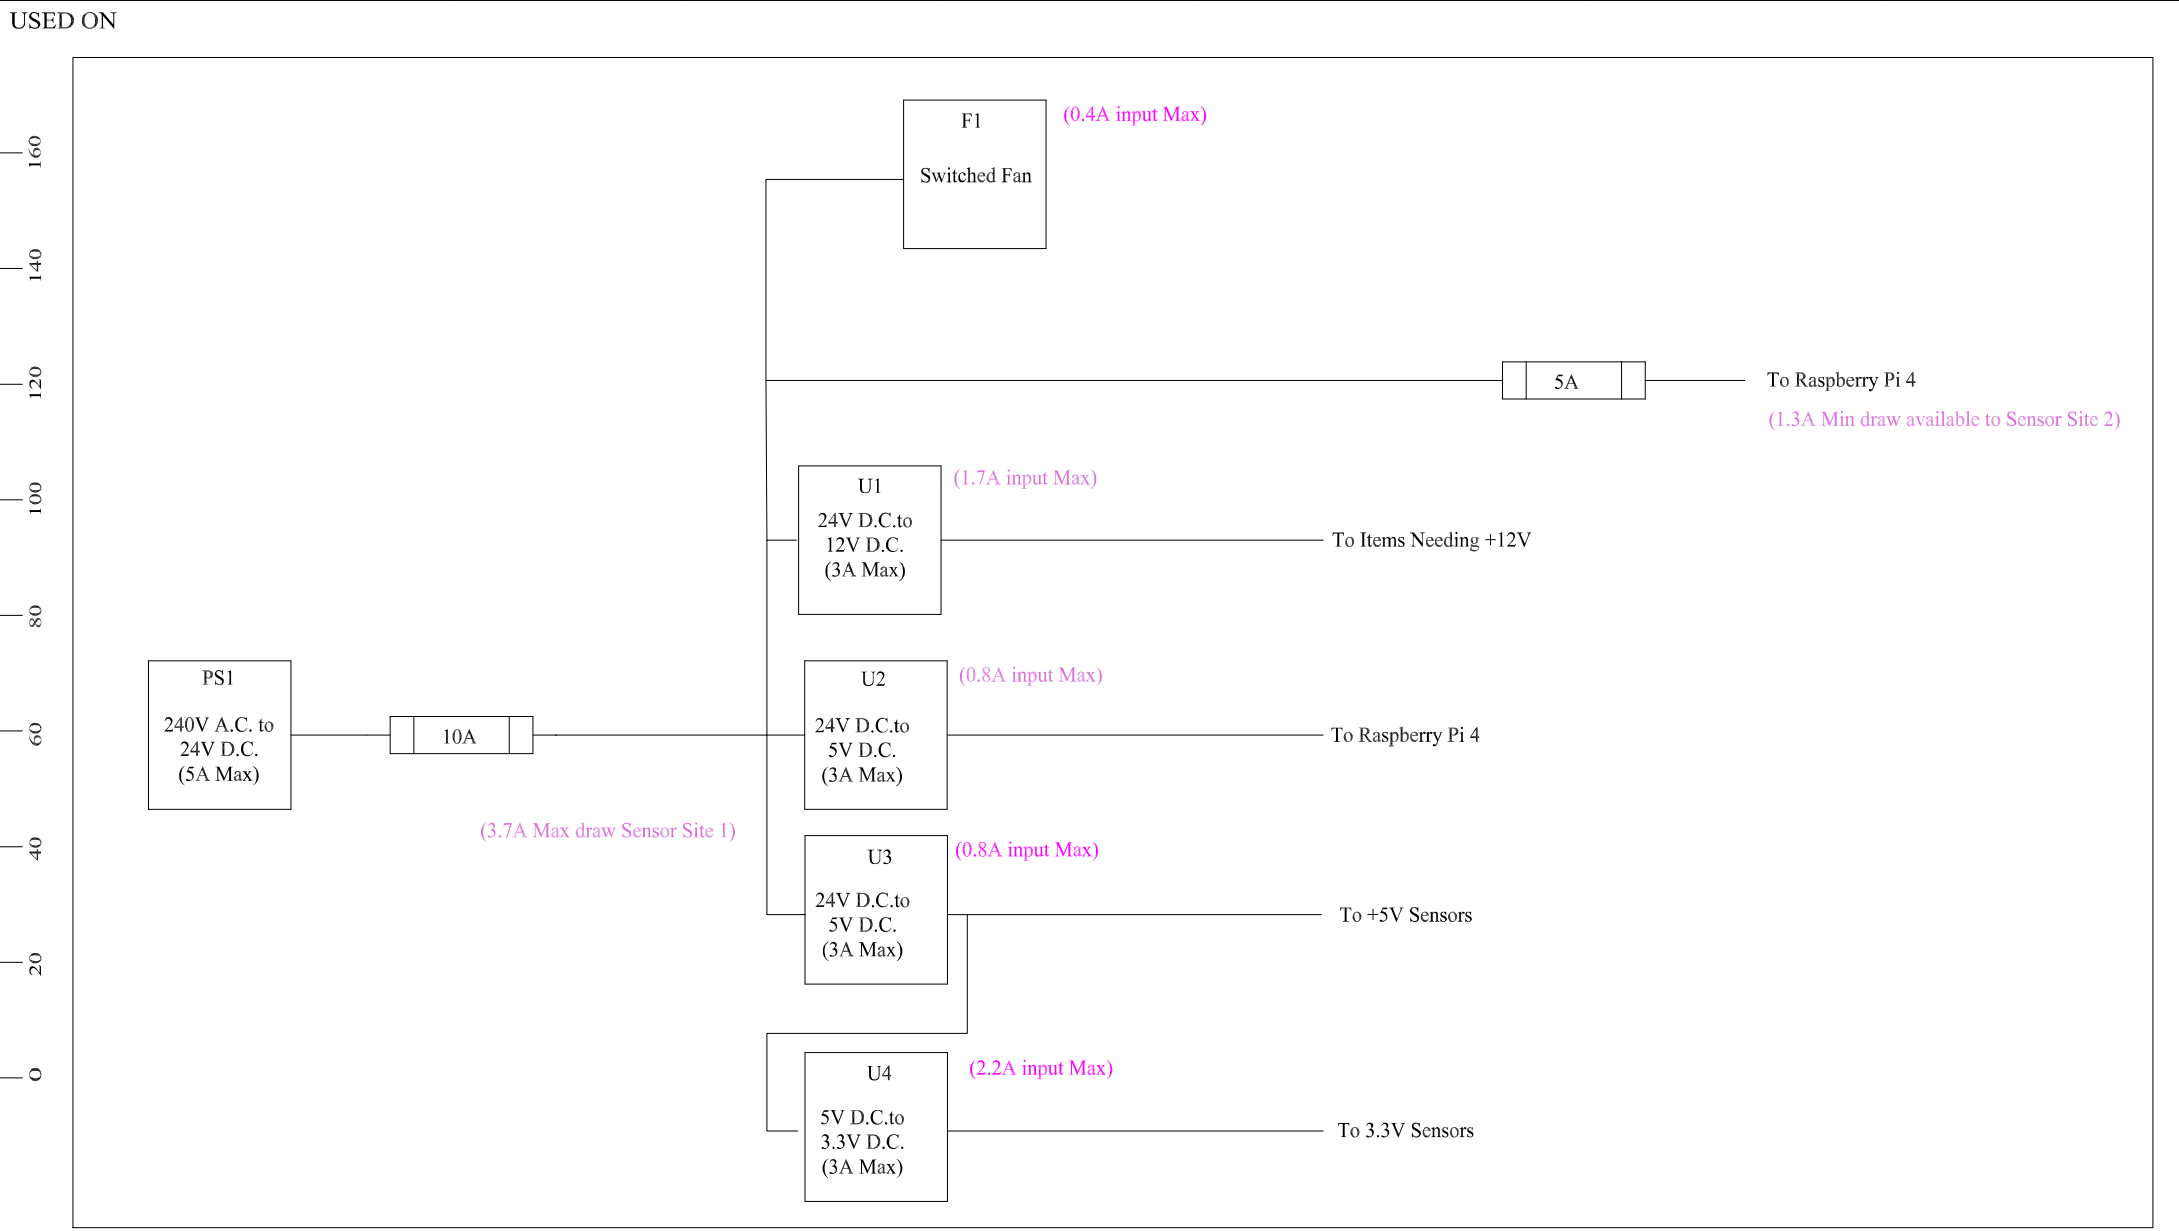 USED ON
160
140
120
100
80
60
40
20
0
F1
Switched Fan
(0.4A input Max)
5A
To Raspberry Pi 4
(1.3A Min draw available to Sensor Site 2)
U1
24V D.C.to
12V D.C.
(3A Max)
(1.7A input Max)
To Items Needing +12V
PS1
240V A.C. to
24V D.C.
(5A Max)
10A
(3.7A Max draw Sensor Site 1)
U2
24V D.C.to
5V D.C.
(3A Max)
(0.8A input Max)
To Raspberry Pi 4
U3
24V D.C.to
5V D.C.
(3A Max)
(0.8A input Max)
To +5V Sensors
U4
5V D.C.to
3.3V D.C.
(3A Max)
(2.2A input Max)
To 3.3V Sensors